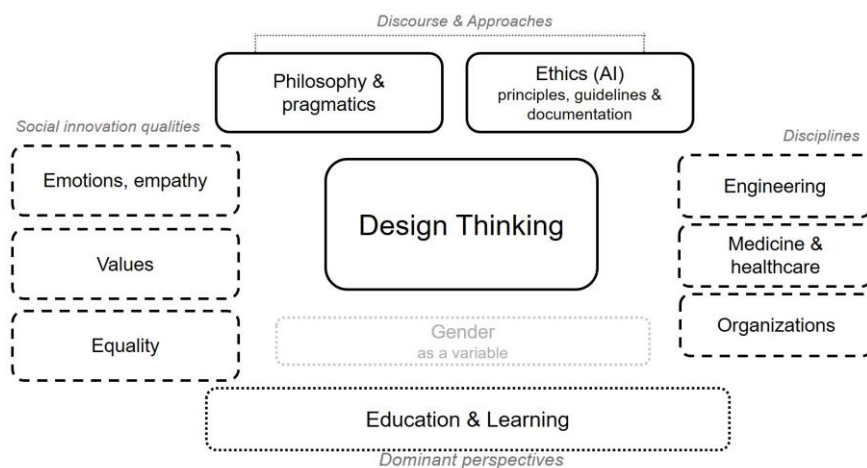 Discourse & Approaches
Philosophy &
pragmatics
Ethics (AI)
principles, guidelines &
documentation
Social innovation qualities
Emotions, empathy
Values
Equality
Design Thinking
Disciplines
Engineering
Medicine &
healthcare
Organizations
Gender
as a variable
Education & Learning
Dominant perspectives